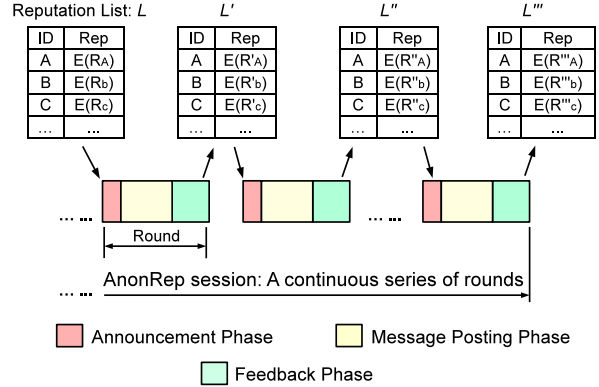 Reputation List: L L' L'' L'''
ID Rep ID Rep ID Rep ID Rep
A E(RA) A E(R'A) A E(R''A) A E(R'''A)
B E(Rb) B E(R'b) B E(R''b) B E(R'''b)
C E(Rc) C E(R'c) C E(R''c) C E(R'''c)
... ... ... ... ... ... ... ...
... ... ... ...
Round
AnonRep session: A continuous series of rounds
... ...
Announcement Phase Message Posting Phase
Feedback Phase